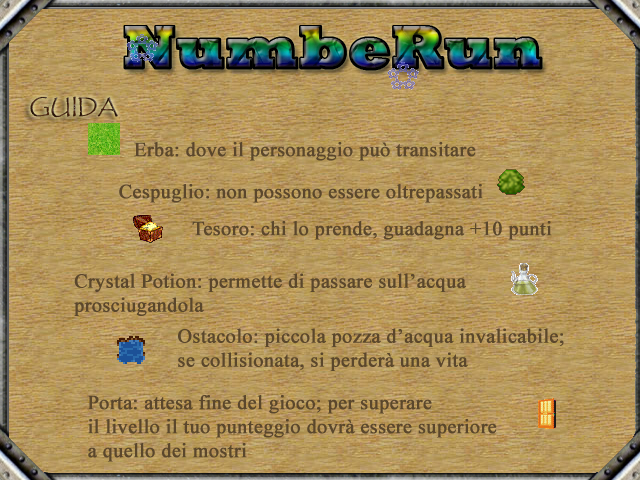 NumbeRun
GUIDA
Erba: dove il personaggio può transitare
Cespuglio: non possono essere oltrepassati
Tesoro: chi lo prende, guadagna +10 punti
Crystal Potion: permette di passare sull'acqua
prosciugandola
Ostacolo: piccola pozza d'acqua invalicabile;
se collisionata, si perderà una vita
Porta: attesa fine del gioco; per superare
il livello il tuo punteggio dovrà essere superiore
a quello dei mostri